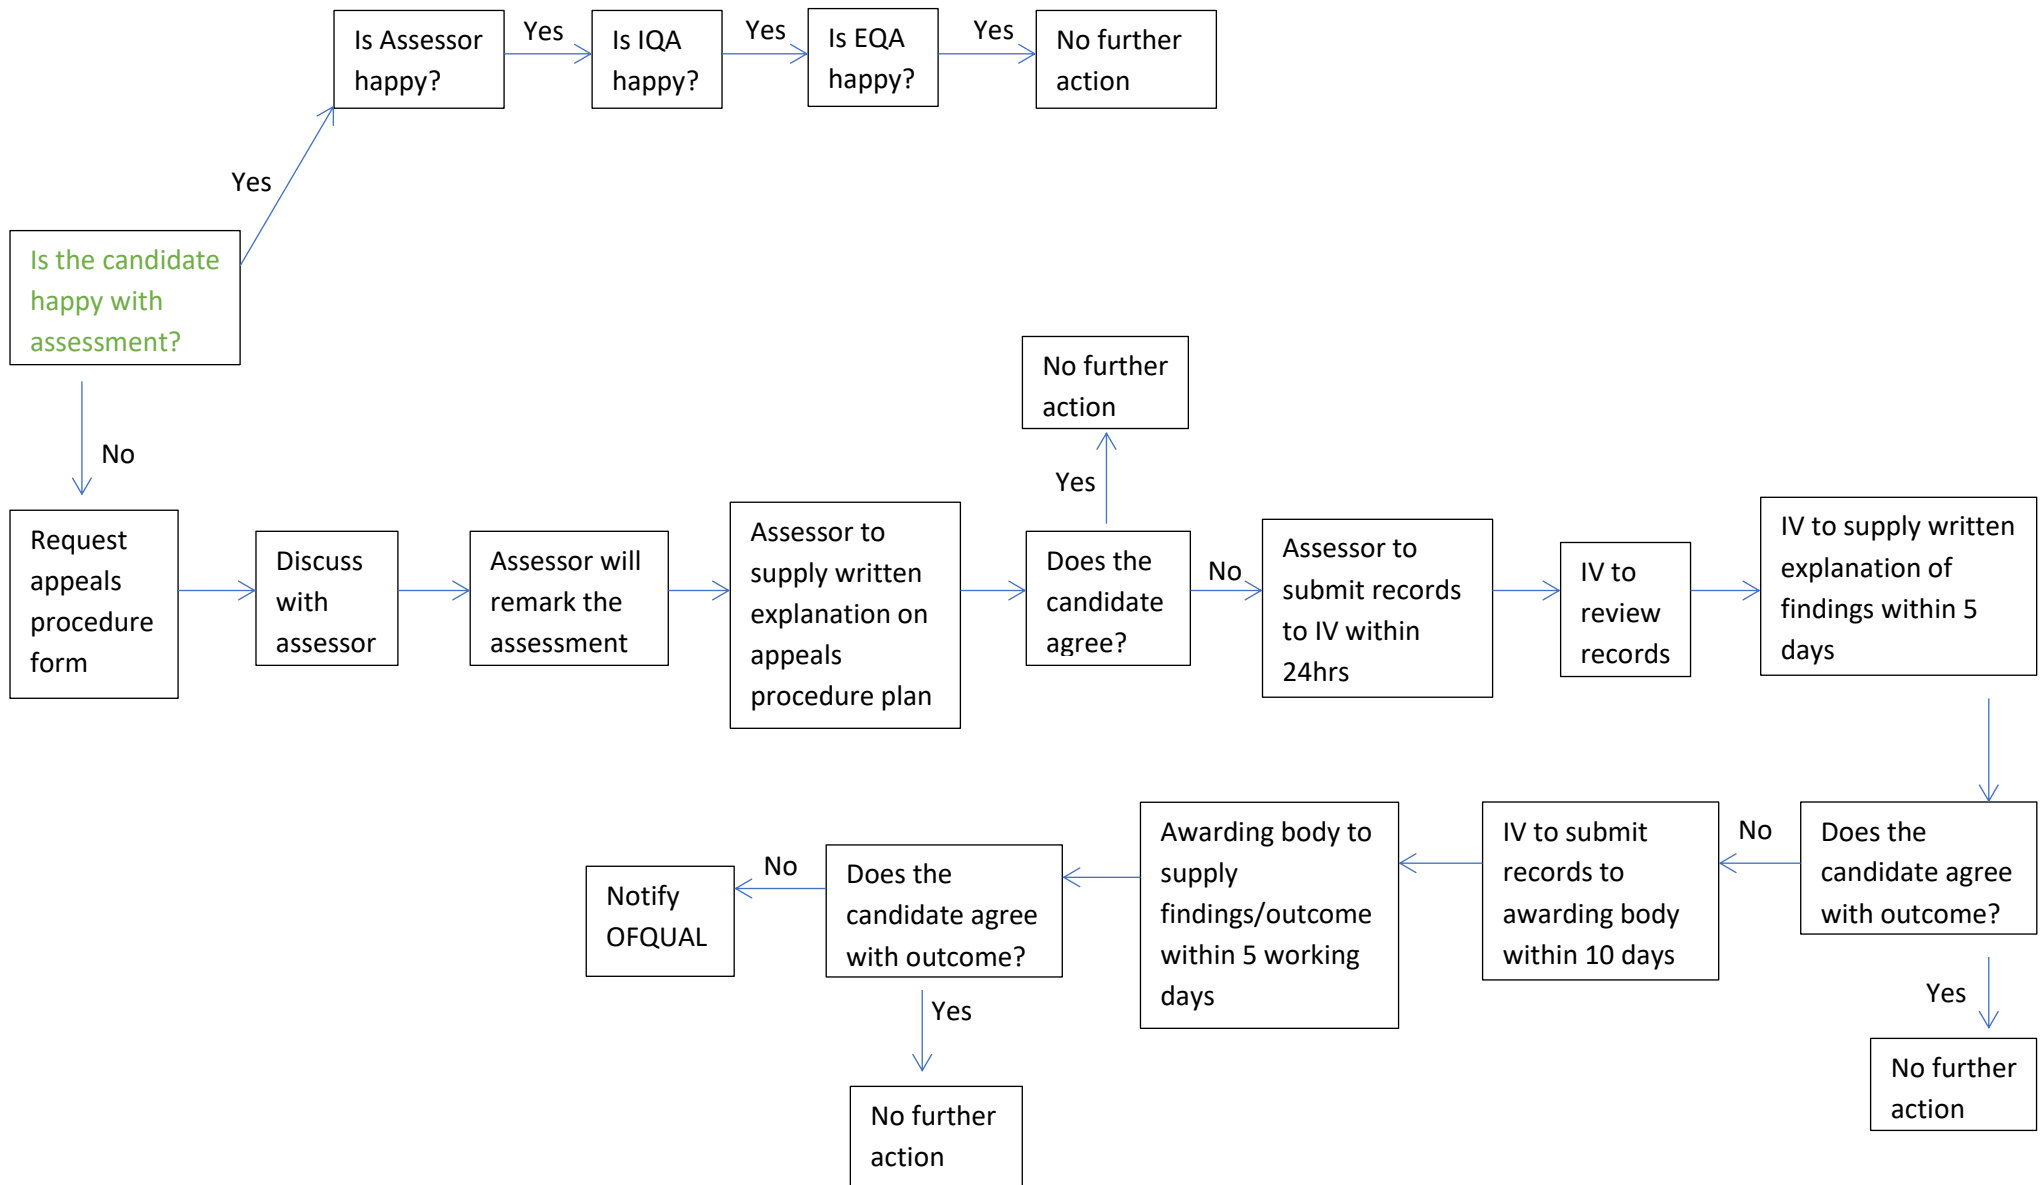 Is Assessor
happy?
Yes
Is IQA
happy?
Yes
Is EQA
happy?
Yes
No further
action
Yes
Is the candidate
happy with
assessment?
No
Request
appeals
procedure
form
Discuss
with
assessor
Assessor will
remark the
assessment
Assessor to
supply written
explanation on
appeals
procedure plan
Does the
candidate
agree?
Yes
No further
action
No
Assessor to
submit records
to IV within
24hrs
IV to
review
records
IV to supply written
explanation of
findings within 5
days
Does the
candidate agree
with outcome?
Yes
No further
action
No
IV to submit
records to
awarding body
within 10 days
Awarding body to
supply
findings/outcome
within 5 working
days
Does the
candidate agree
with outcome?
Yes
No further
action
No
Notify
OFQUAL